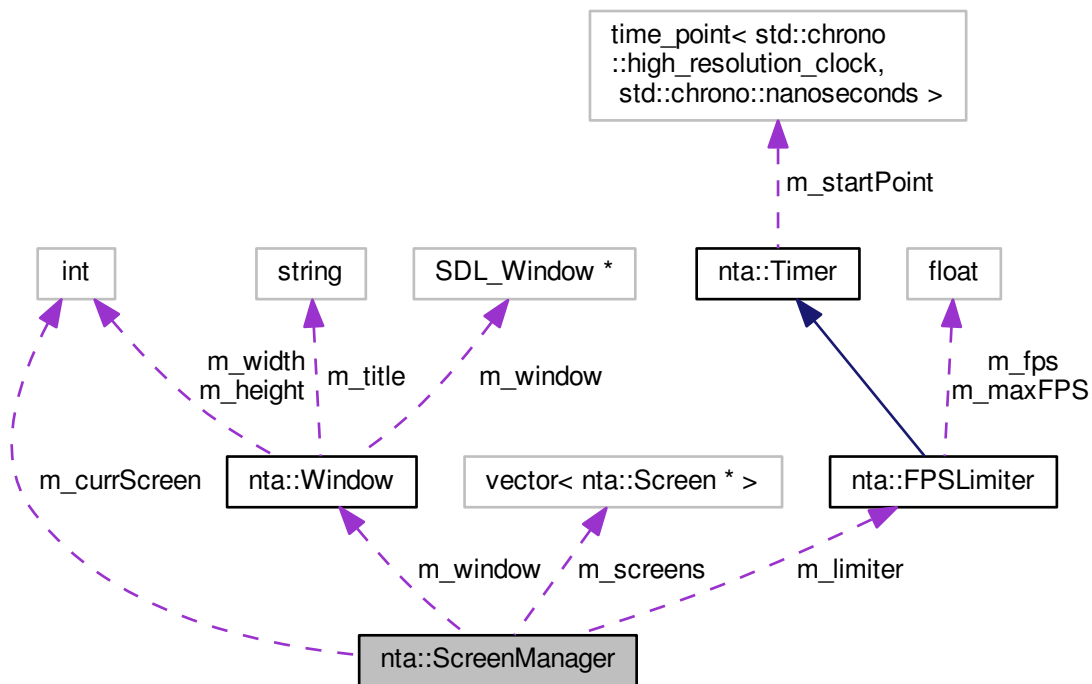 time_point< std::chrono
::high_resolution_clock,
std::chrono::nanoseconds >
m_startPoint
int
string
SDL_Window *
nta::Timer
float
m_width
m_height
m_title
m_window
m_fps
m_maxFPS
m_currScreen
nta::Window
vector< nta::Screen * >
nta::FPSLimiter
m_window
m_screens
m_limiter
nta::ScreenManager